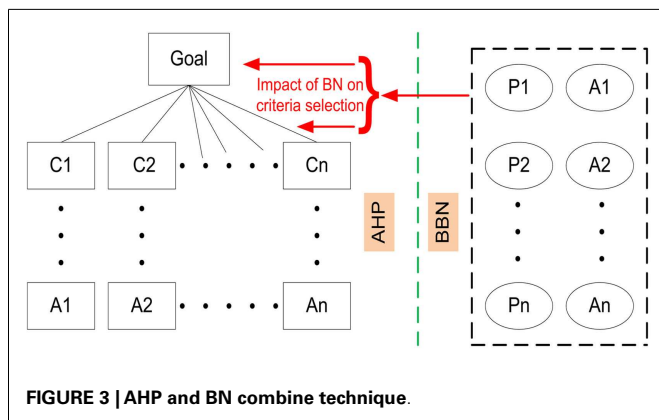 Goal
Impact of BN on
criteria selection
P1 A1
C1 C2 Cn
P2 A2
AHP
BBN
A1 A2 An
Pn An
FIGURE 3 | AHP and BN combine technique.